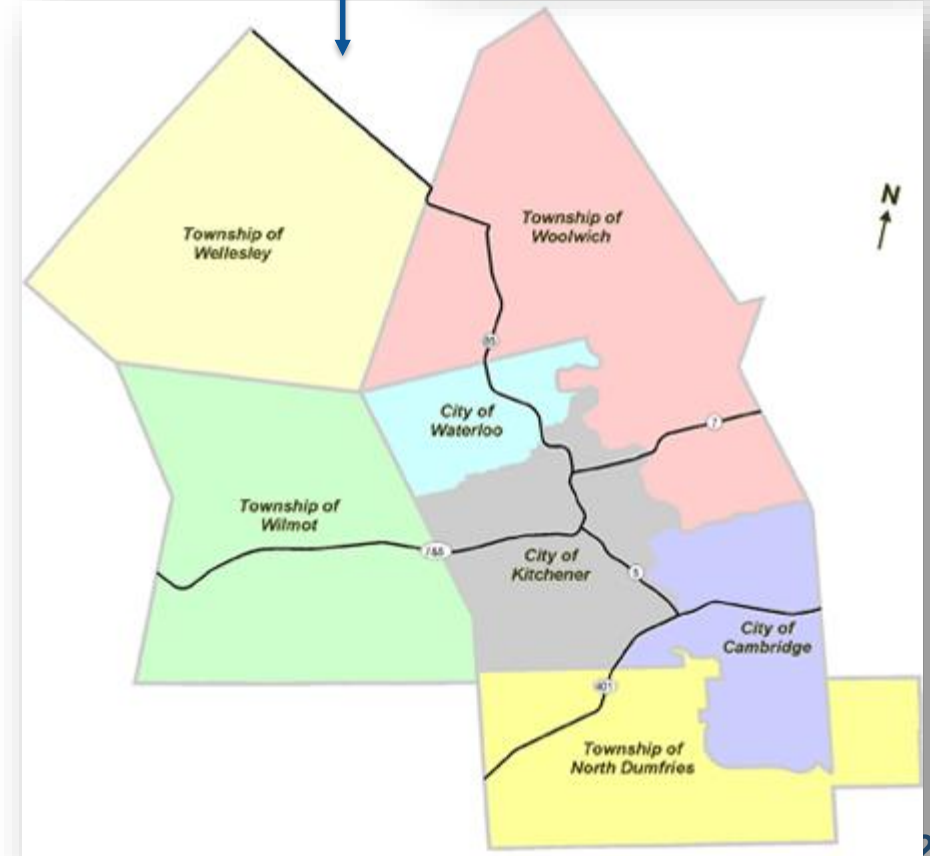 Township of
Woolwich
N
Township of
Wellesley
85
City of
Waterloo
7
Township of
Wilmot
7&8
City of
Kitchener
8
City of
Cambridge
401
Township of
North Dumfries